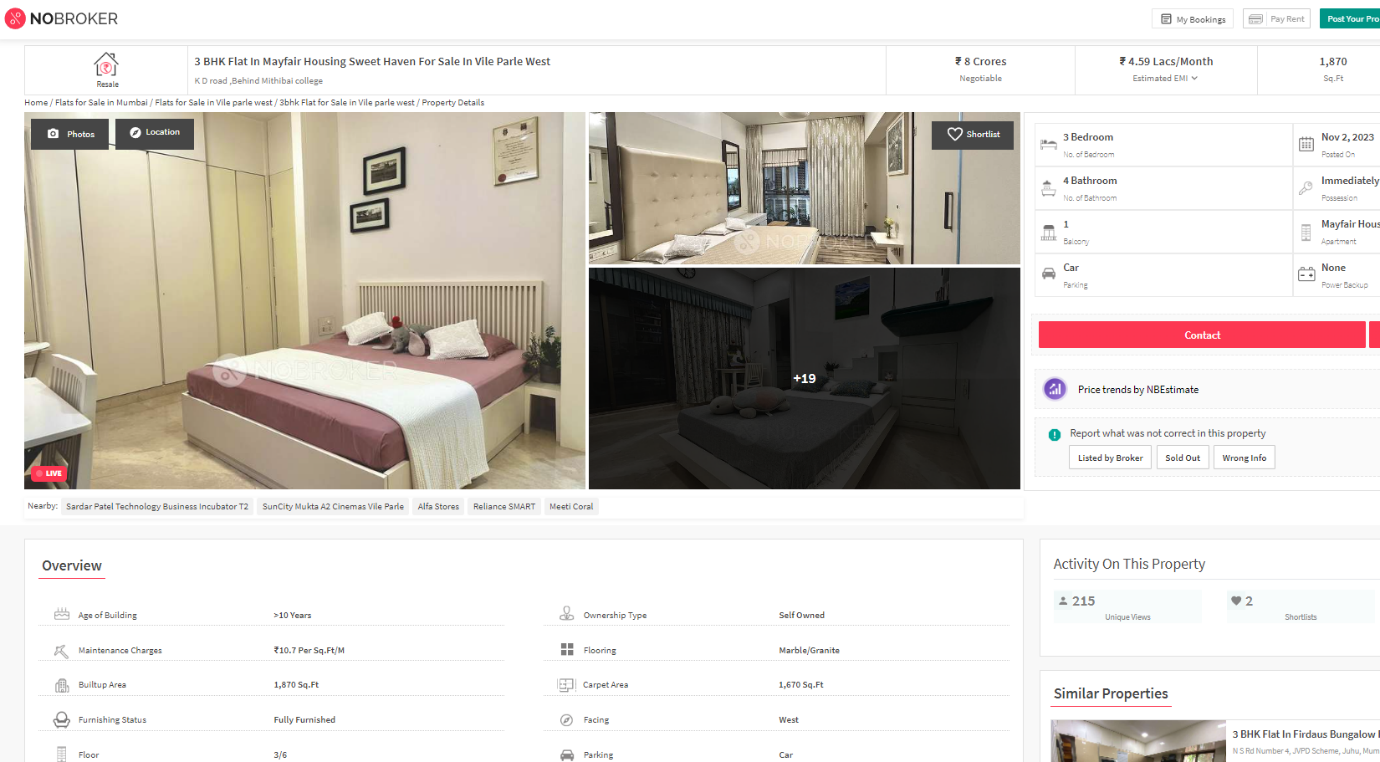 NOBROKER
My Bookings
Pay Rent
Post Your Pro
Resale
3 BHK Flat In Mayfair Housing Sweet Haven For Sale In Vile Parle West
K D road ,Behind Mithibai college
₹ 8 Crores
Negotiable
₹ 4.59 Lacs/Month
Estimated EMI
1,870
Sq.Ft
Home / Flats for Sale in Mumbai / Flats for Sale in Vile parle west / 3bhk Flat for Sale in Vile parle west / Property Details
Photos
Location
Shortlist
NOBROKER
NOBROKER
+19
LIVE
3 Bedroom
No. of Bedroom
Nov 2, 2023
Posted On
4 Bathroom
No. of Bathroom
Immediately
Possession
1
Balcony
Mayfair Hous
Apartment
Car
Parking
None
Power Backup
Contact
Price trends by NBEstimate
Report what was not correct in this property
Listed by Broker
Sold Out
Wrong Info
Nearby:
Sardar Patel Technology Business Incubator T2
SunCity Mukta A2 Cinemas Vile Parle
Alfa Stores
Reliance SMART
Meeti Coral
Overview
Age of Building
>10 Years
Ownership Type
Self Owned
Maintenance Charges
₹10.7 Per Sq.Ft/M
Flooring
Marble/Granite
Builtup Area
1,870 Sq.Ft
Carpet Area
1,670 Sq.Ft
Furnishing Status
Fully Furnished
Facing
West
Floor
3/6
Parking
Car
Activity On This Property
215
Unique Views
2
Shortlists
Similar Properties
3 BHK Flat In Firdaus Bungalow
N S Rd Number 4, JVPD Scheme, Juhu, Mum